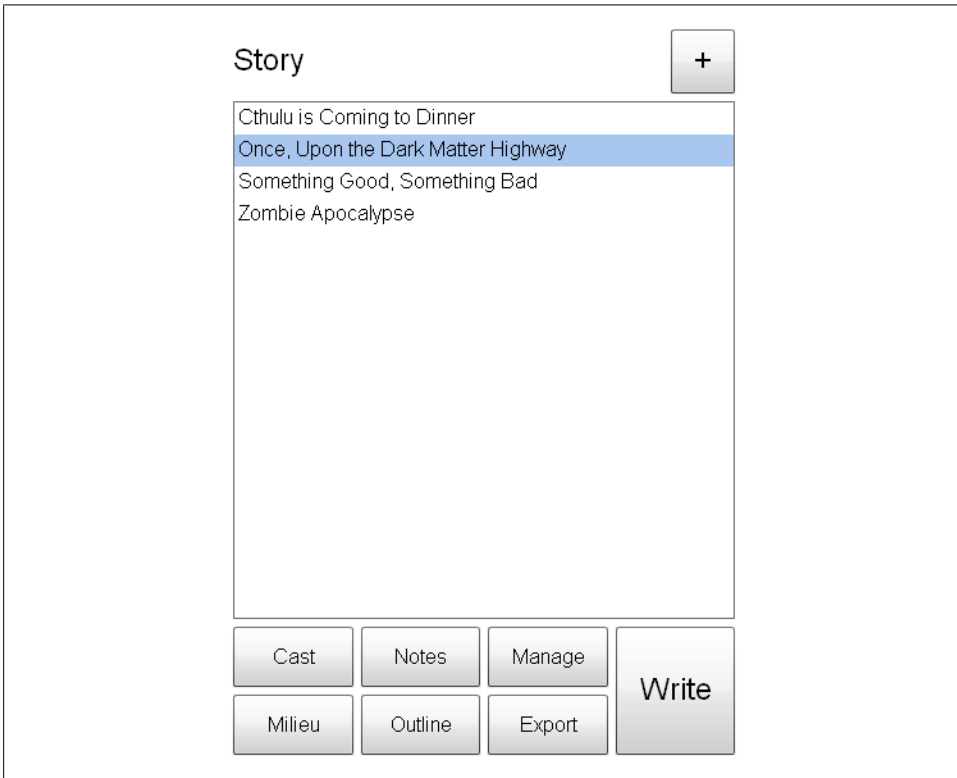 Story
+
Cthulu is Coming to Dinner
Once, Upon the Dark Matter Highway
Something Good, Something Bad
Zombie Apocalypse
Cast
Notes
Manage
Write
Milieu
Outline
Export